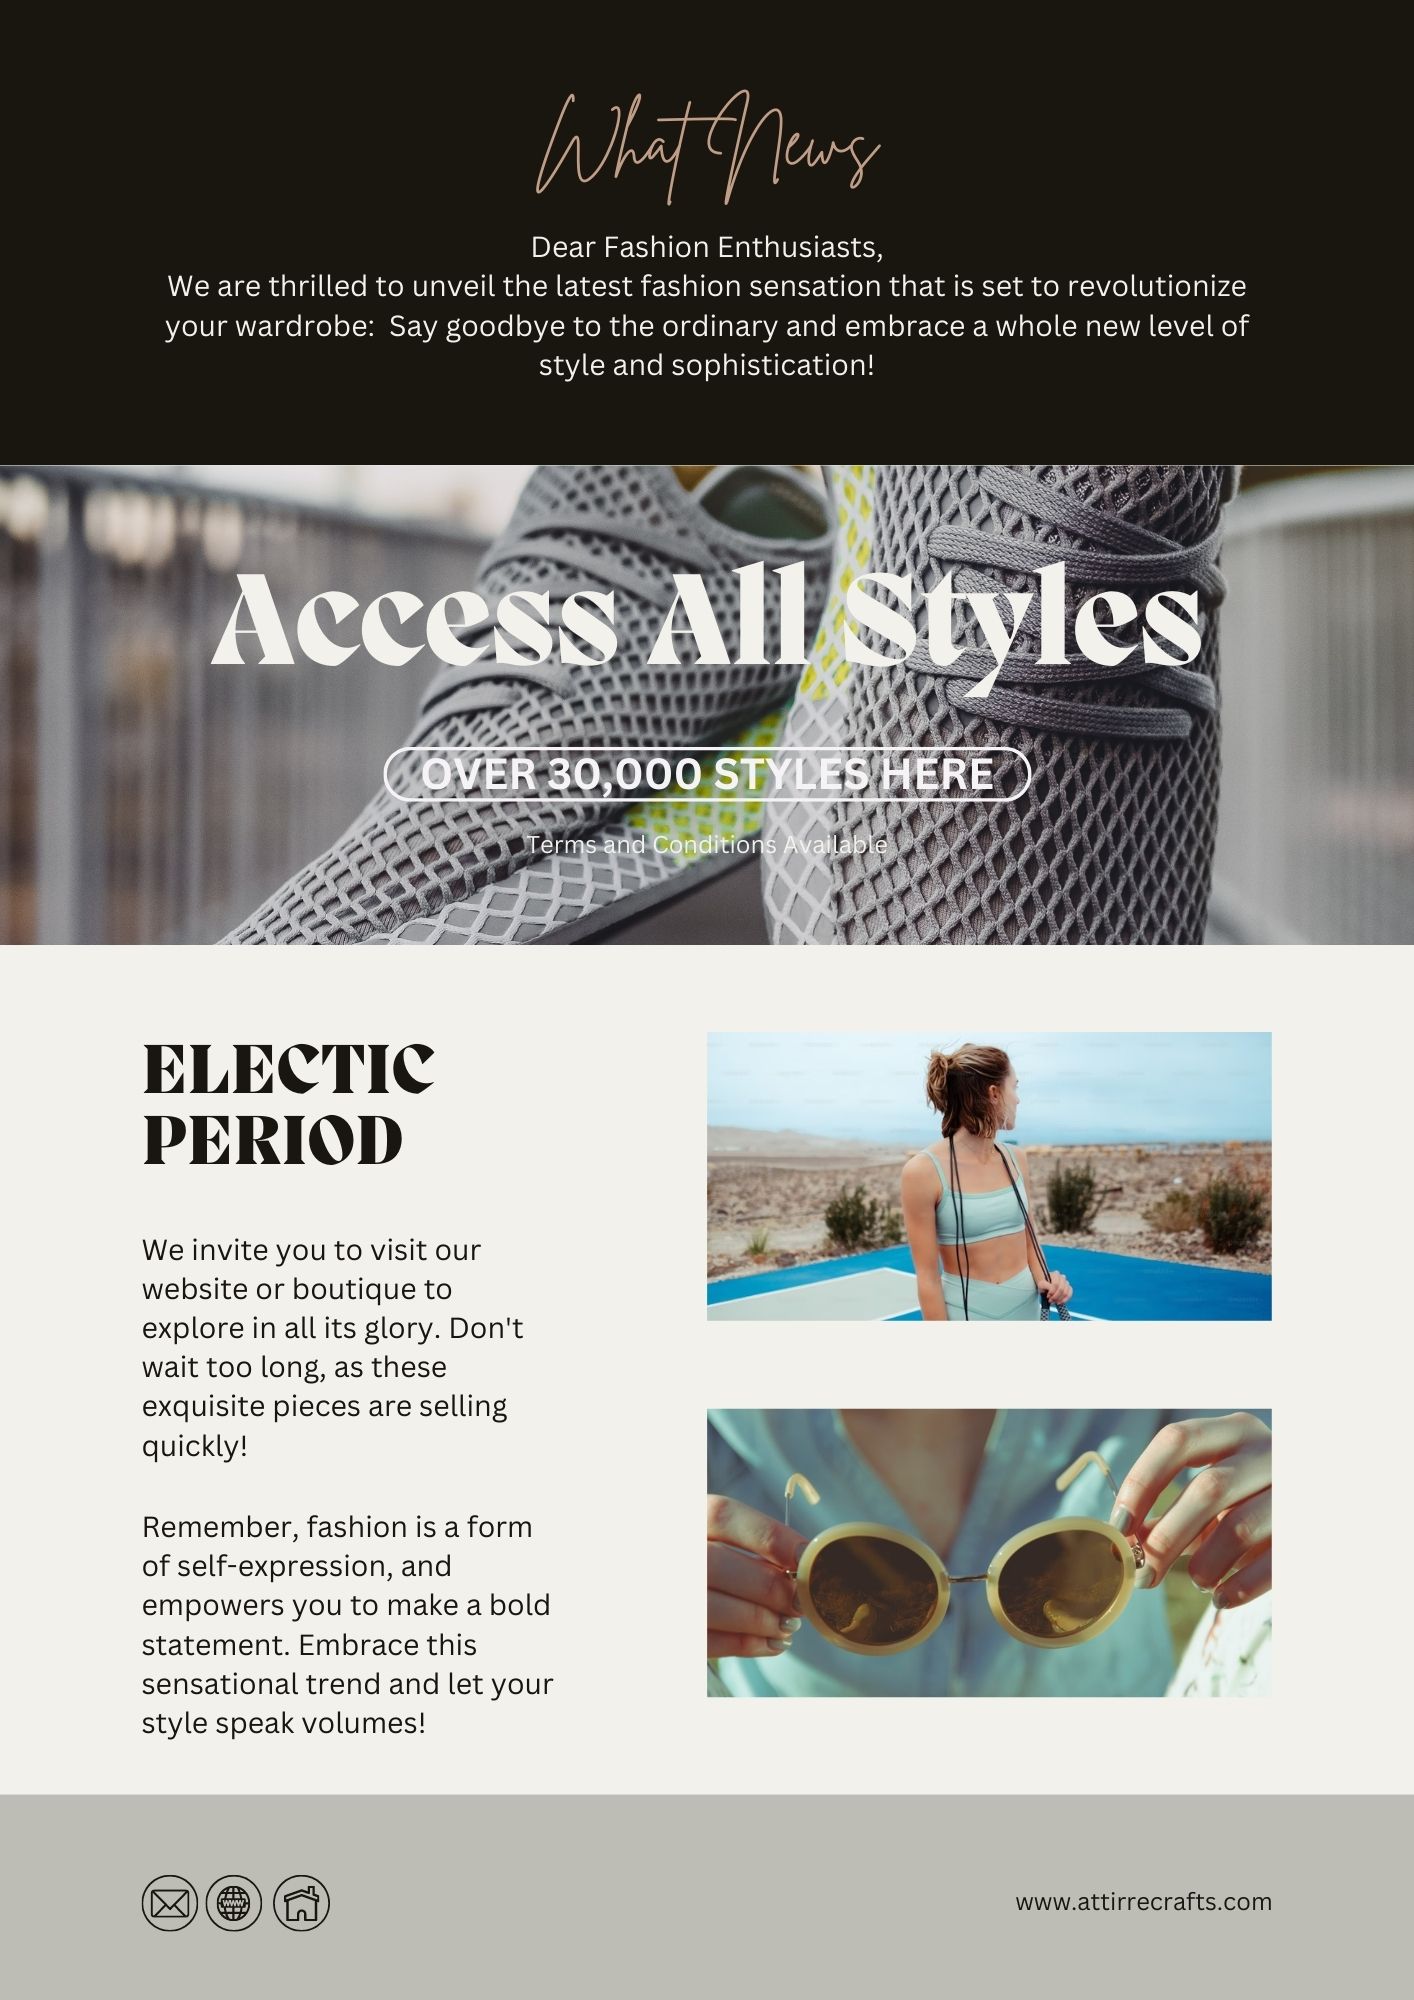 What News
Dear Fashion Enthusiasts,
We are thrilled to unveil the latest fashion sensation that is set to revolutionize
your wardrobe:  Say goodbye to the ordinary and embrace a whole new level of
style and sophistication!
Access All Styles
OVER 30,000 STYLES HERE
Terms and Conditions Available
ELECTIC
PERIOD
We invite you to visit our
website or boutique to
explore in all its glory. Don't
wait too long, as these
exquisite pieces are selling
quickly!
Remember, fashion is a form
of self-expression, and
empowers you to make a bold
statement. Embrace this
sensational trend and let your
style speak volumes!
www
www.attirrecrafts.com